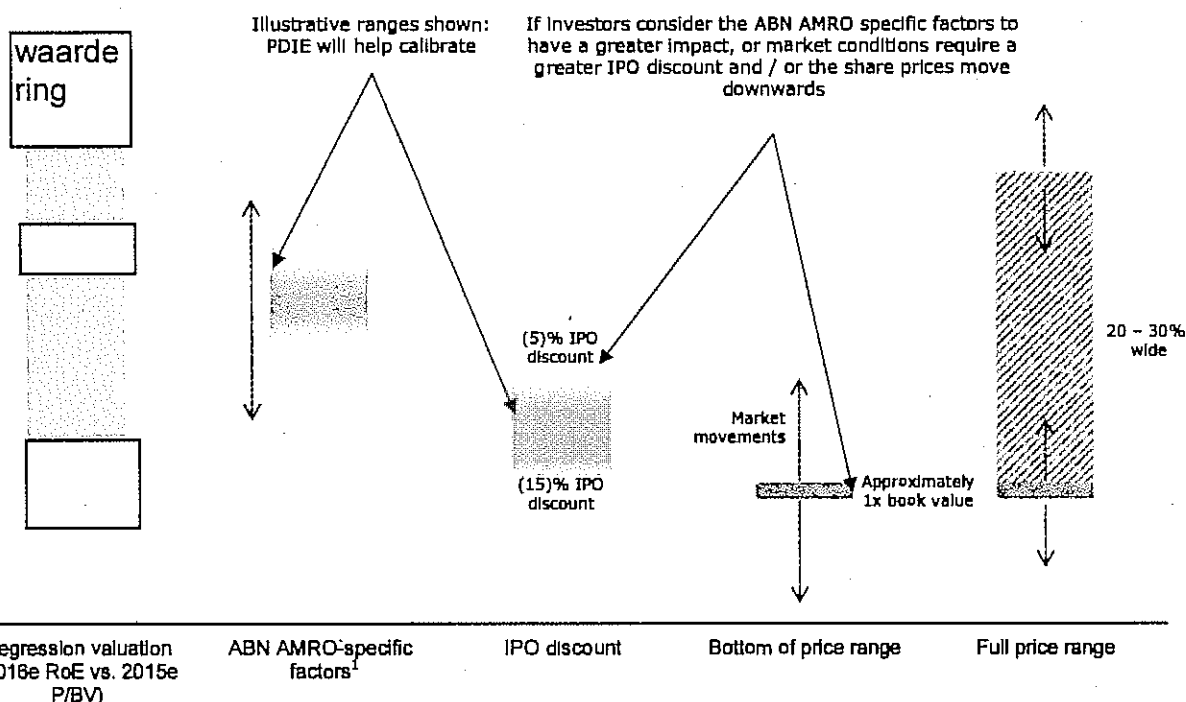 waarde
ring
Illustrative ranges shown:
PDIE will help calibrate
If investors consider the ABN AMRO specific factors to
have a greater impact, or market conditions require a
greater IPO discount and / or the share prices move
downwards
(5)% IPO
discount
(15)% IPO
discount
Market
movements
Approximately
1x book value
20 – 30%
wide
egression valuation
016e RoE vs. 2015e
P/BV)
ABN AMRO-specific
factors1
IPO discount
Bottom of price range
Full price range